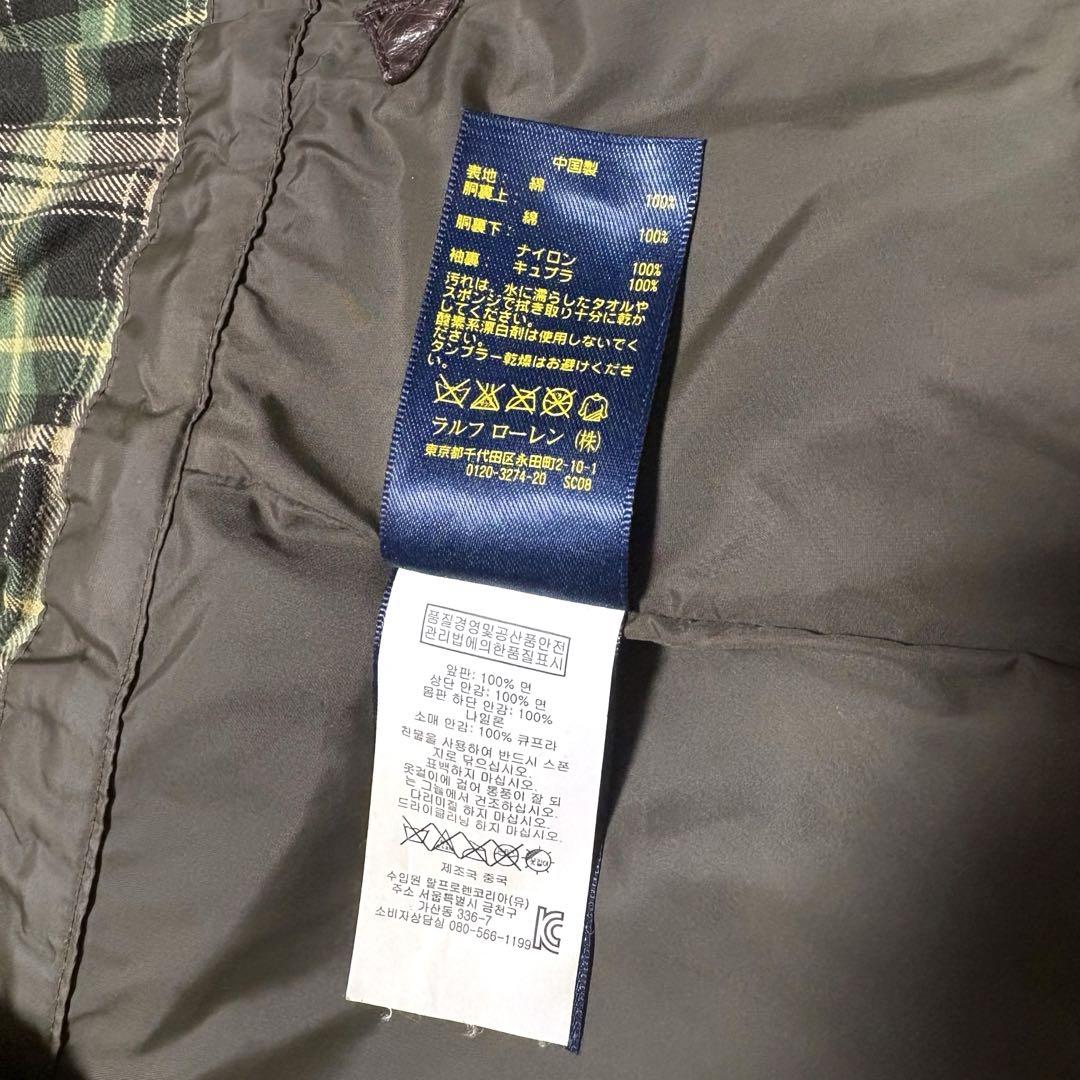 中国製
表地 綿 100%
胴裏上 綿 100%
胴裏下: ナイロン 100%
袖裏 キュプラ 100%
汚れは、水に濡らしたタオルや
スポンジで拭き取り十分に乾か
してください。
酸素系漂白剤は使用しないでく
ださい。
タンブラー乾燥はお避けくださ
い。
ラルフ ローレン (株)
東京都千代田区永田町2-10-1
0120-3274-20 SC08
품질경영및공산품안전
관리법에의한품질표시
앞판: 100% 면
상단 안감: 100% 면
몸판 하단 안감: 100%
나일론
소매 안감: 100% 큐프라
찬물을 사용하여 반드시 스폰
지로 닦으십시오.
표백하지 마십시오.
옷걸이에 걸어 통풍이 잘 되
는 그늘에서 건조하십시오.
다리미질 하지 마십시오.
드라이클리닝 하지 마십시오.
옷걸이
제조국 중국
수입원 랄프로렌코리아(유)
주소 서울특별시 금천구
가산동 336-7
소비자상담실 080-566-1199